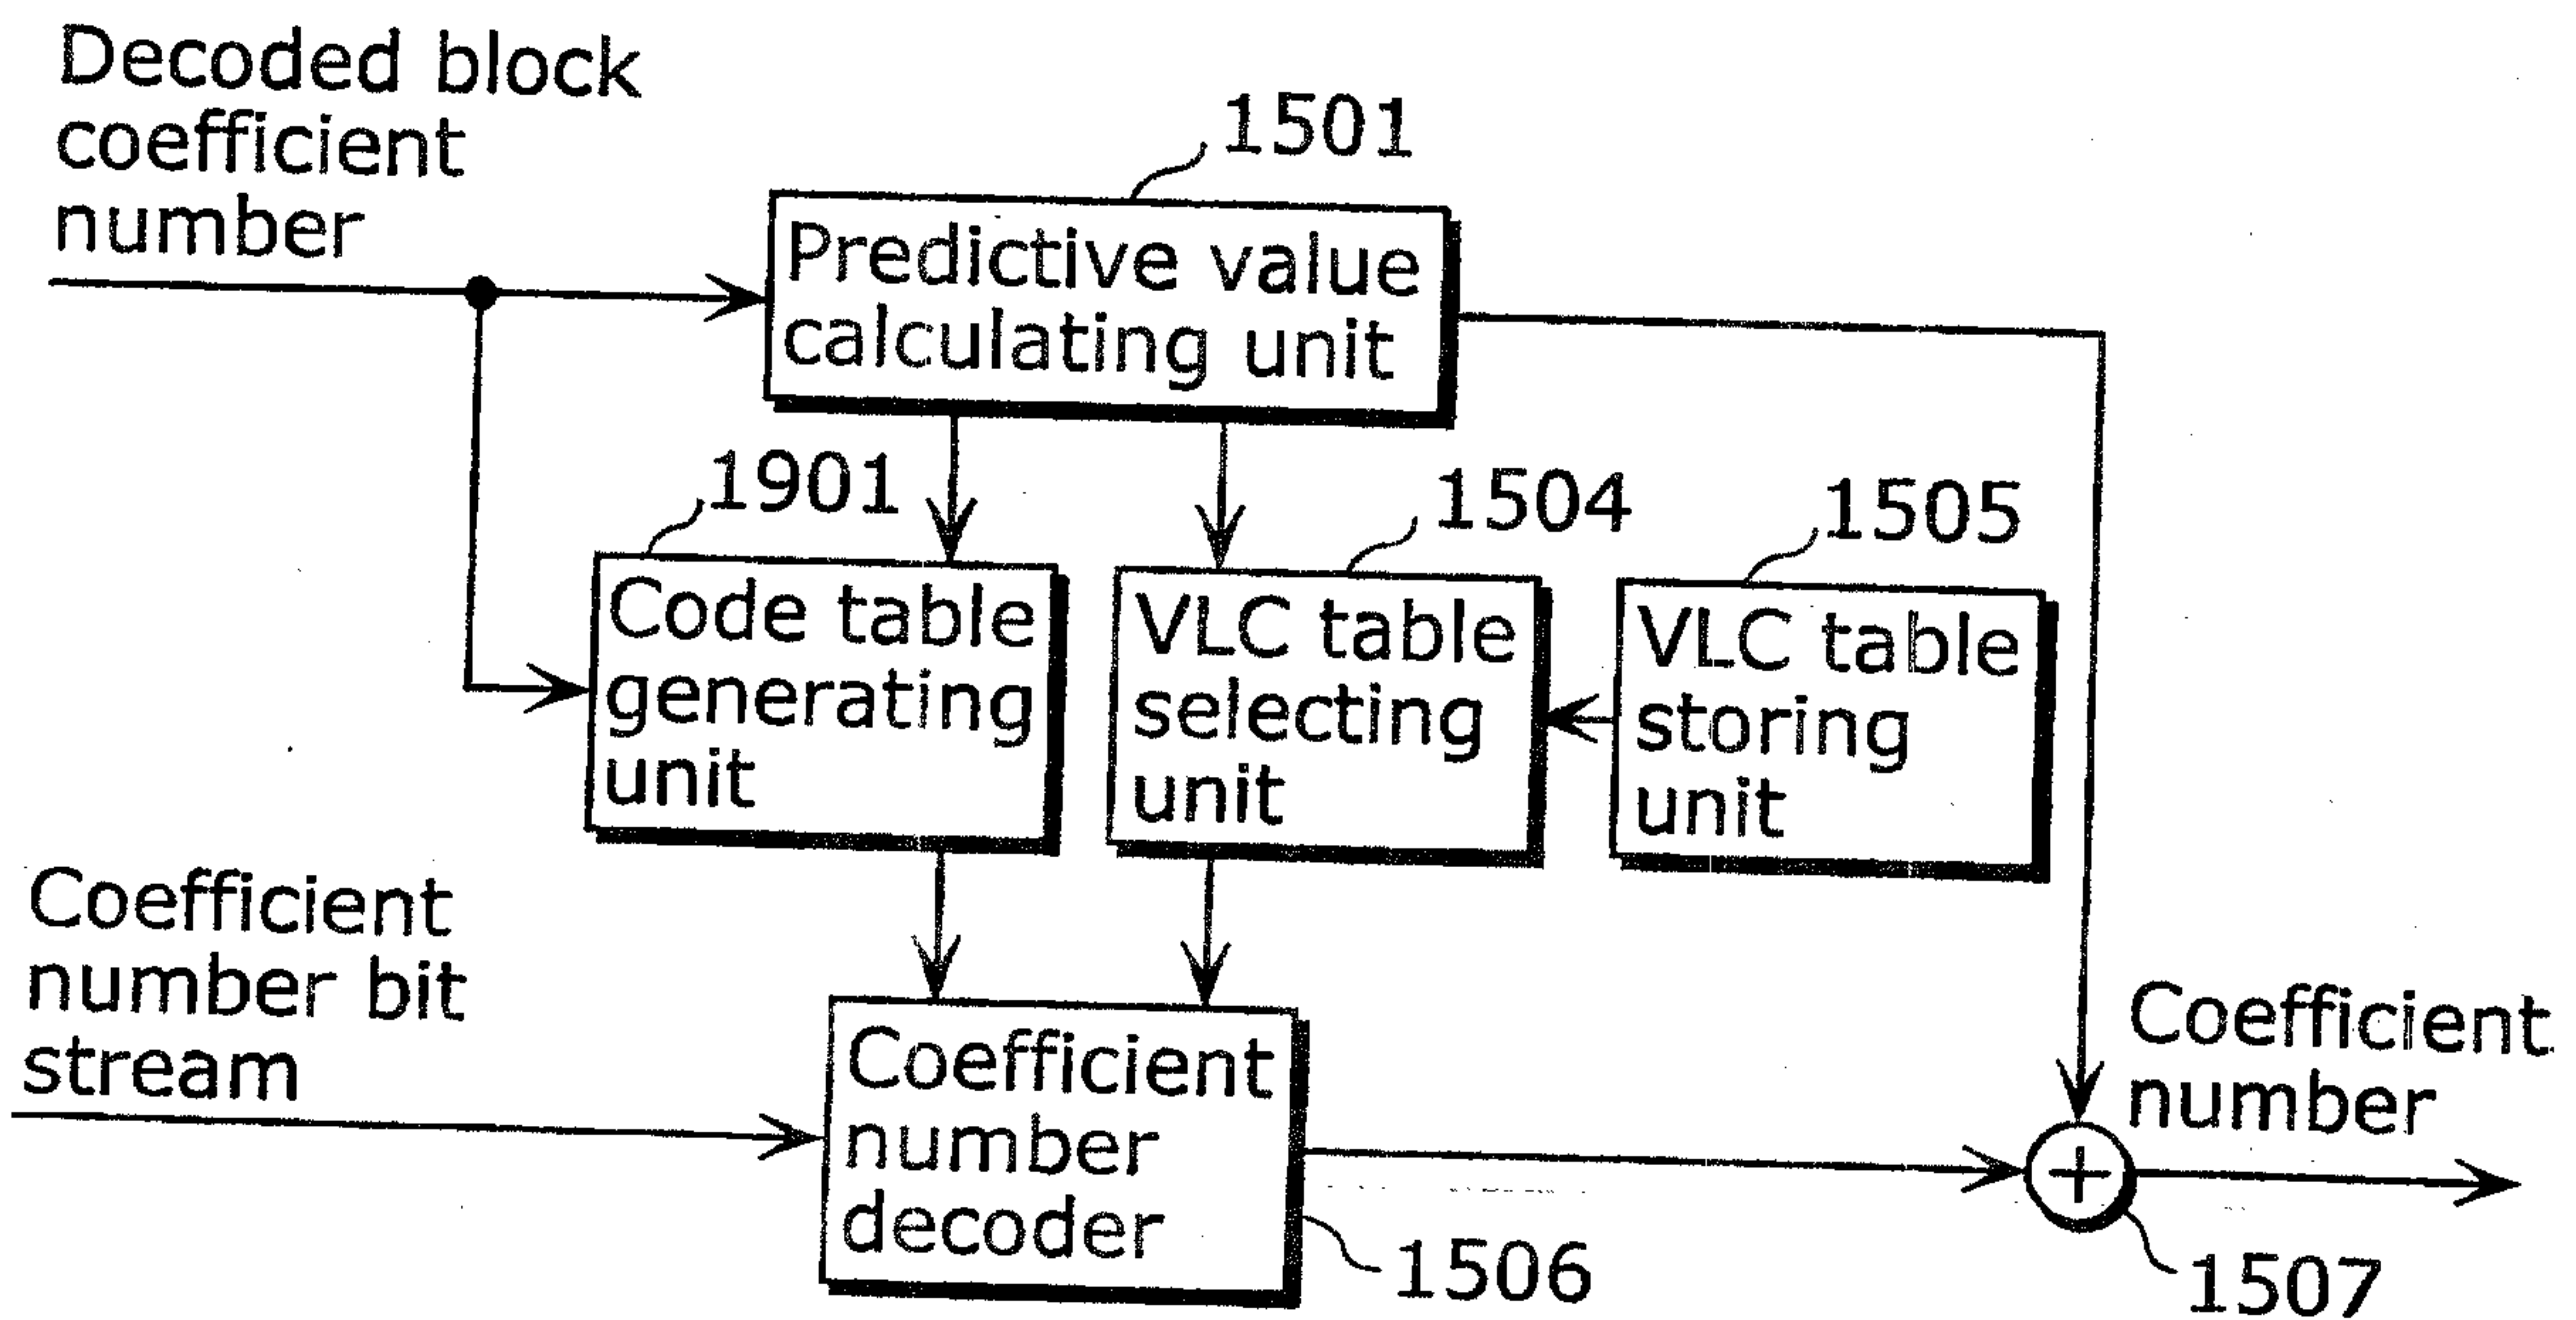 Decoded block
coefficient
number
1501
Predictive value
calculating unit
1901
1504
1505
Code table
generating
unit
VLC table
selecting
unit
VLC table
storing
unit
Coefficient
number bit
stream
Coefficient
number
decoder
Coefficient
number
+
1506
1507